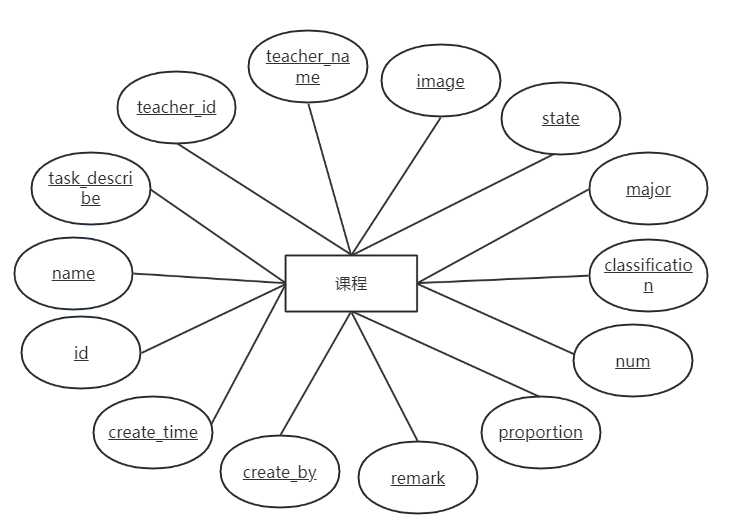 teacher_na
me
image
teacher_id
state
task_descri
be
major
name
classificatio
n
课程
id
num
create_time
proportion
create_by
remark